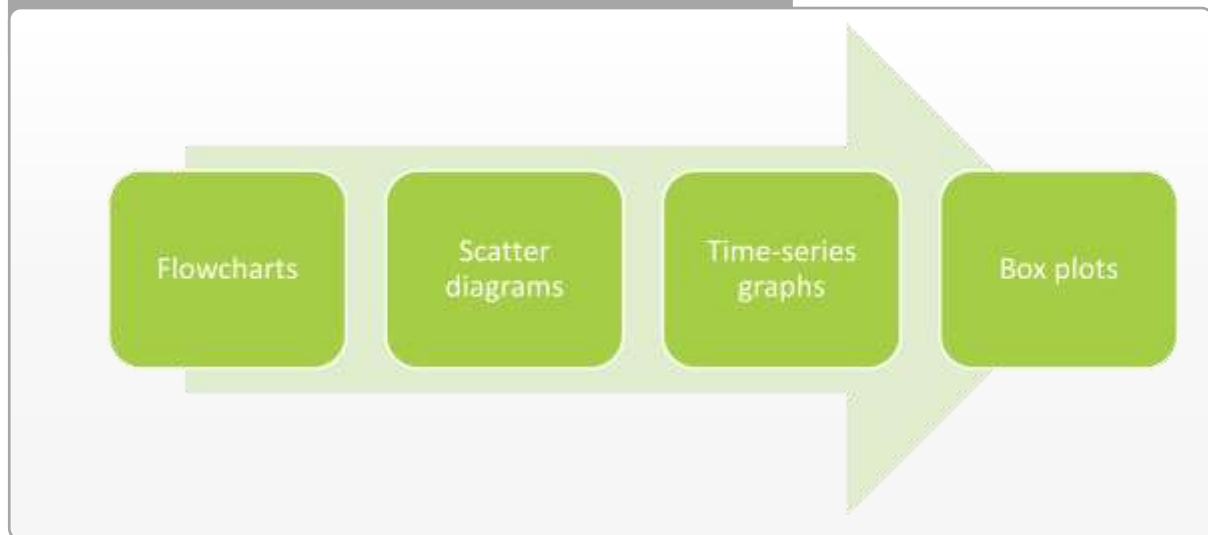 Flowcharts
Scatter
diagrams
Time-series
graphs
Box plots